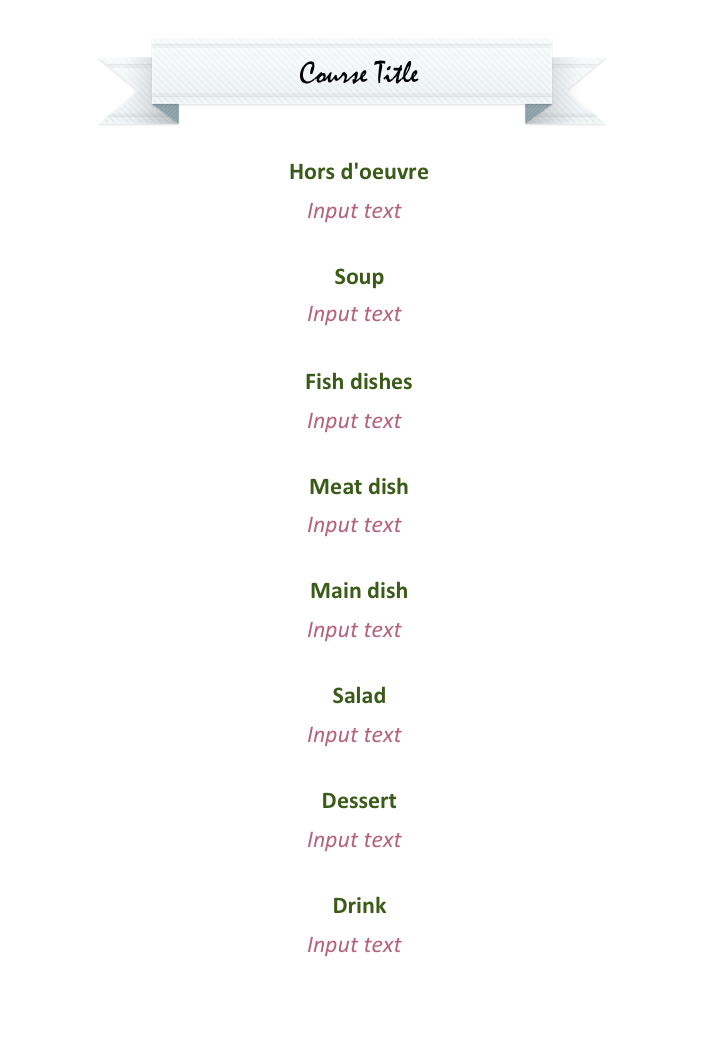 Course Title
Hors d'oeuvre
Input text
Soup
Input text
Fish dishes
Input text
Meat dish
Input text
Main dish
Input text
Salad
Input text
Dessert
Input text
Drink
Input text